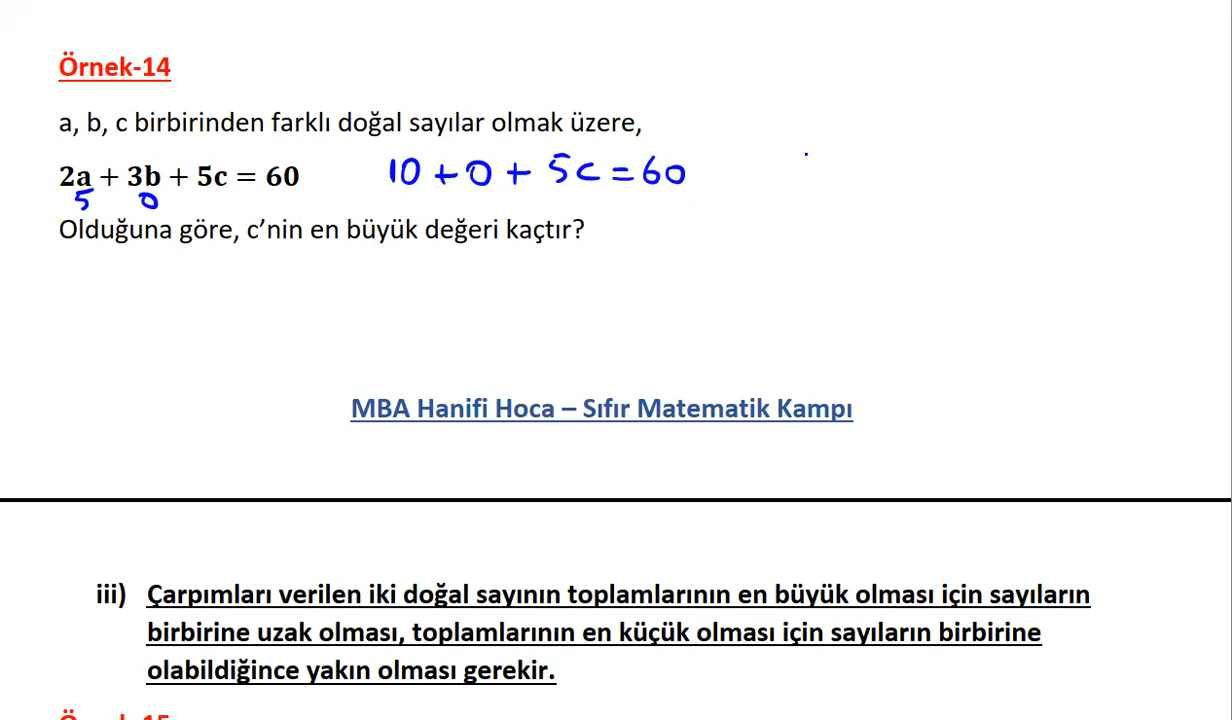 Örnek-14
a, b, c birbirinden farklı doğal sayılar olmak üzere,
2a + 3b + 5c = 60 10 + 0 + 5c = 60
5 0
Olduğuna göre, c’nin en büyük değeri kaçtır?
MBA Hanifi Hoca – Sıfır Matematik Kampı
iii) Çarpımları verilen iki doğal sayının toplamlarının en büyük olması için sayıların
birbirine uzak olması, toplamlarının en küçük olması için sayıların birbirine
olabildiğince yakın olması gerekir.
Örnek-15